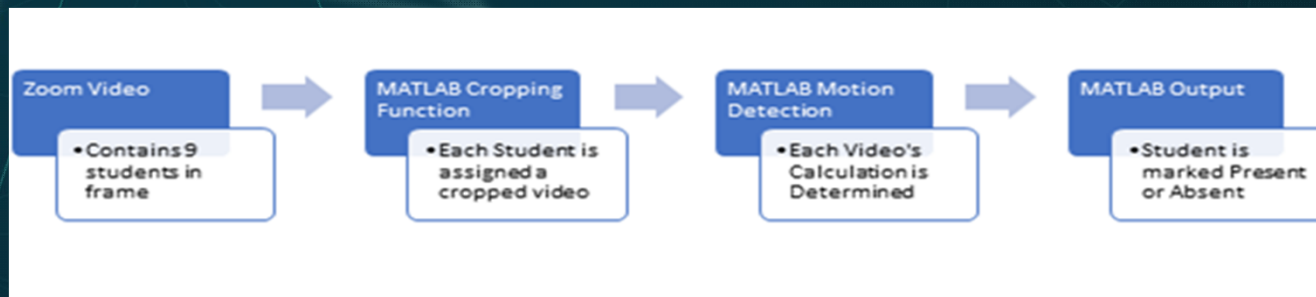 Zoom Video
•Contains 9
students in
frame
MATLAB Cropping
Function
•Each Student is
assigned a
cropped video
MATLAB Motion
Detection
•Each Video's
Calculation is
Determined
MATLAB Output
•Student is
marked Present
or Absent